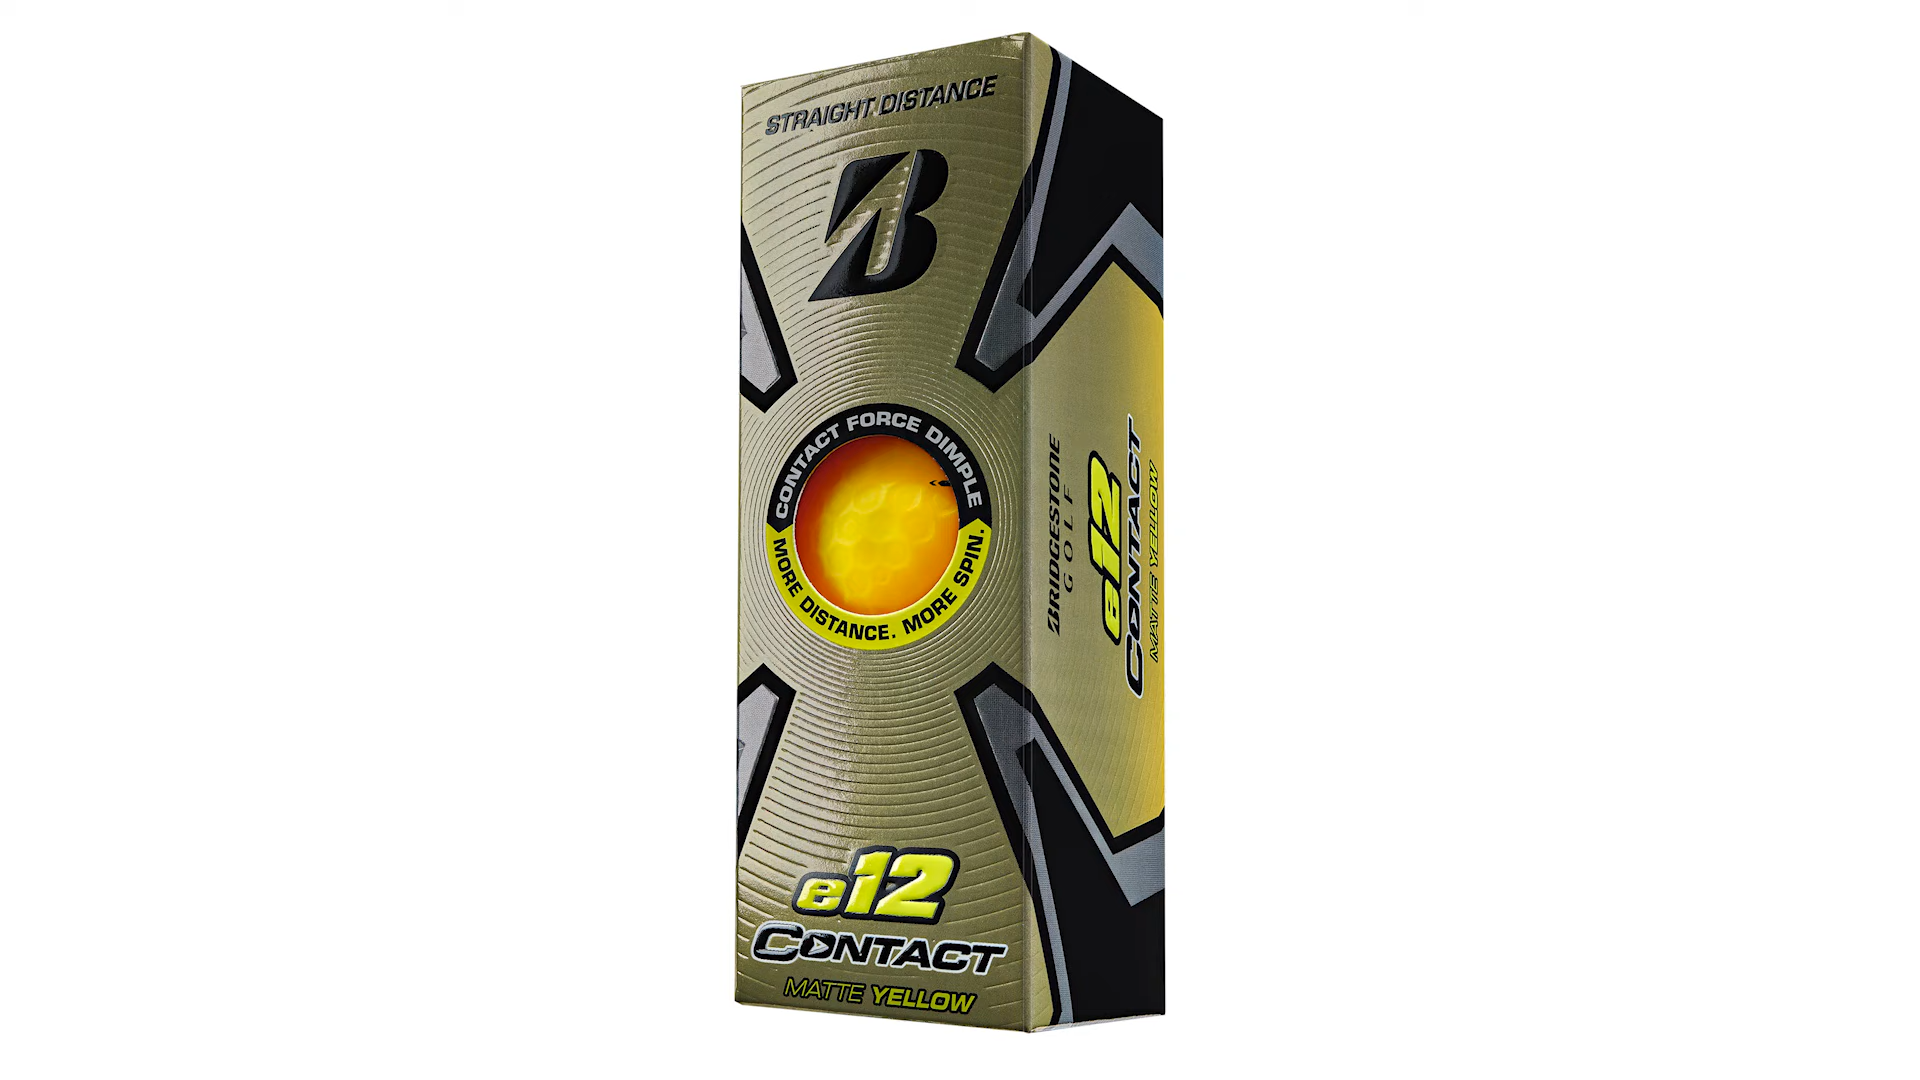 STRAIGHT DISTANCE
B
CONTACT FORCE DIMPLE
MORE DISTANCE. MORE SPIN.
e12
CONTACT
MATTE YELLOW
BRIDGESTONE
GOLF
e12
CONTACT
MATTE YELLOW